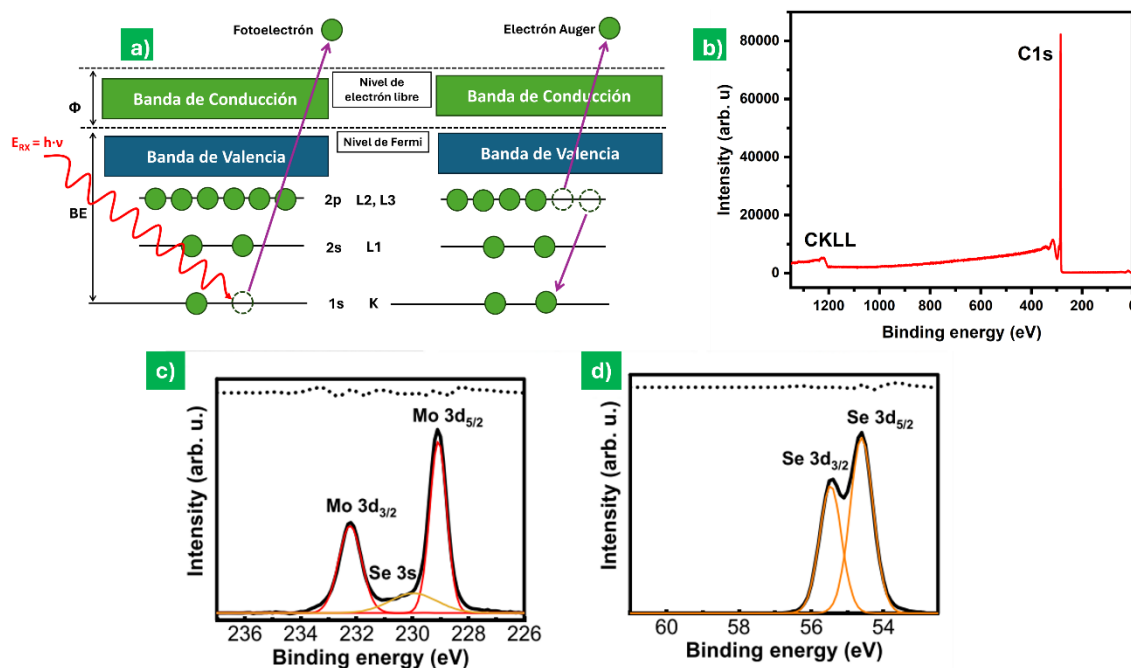 a)
Fotoelectrón
Electrón Auger
Banda de Conducción
Nivel de
electrón libre
Banda de Conducción
Φ
E_RX = h·ν
Banda de Valencia
Nivel de Fermi
Banda de Valencia
BE
2p L2, L3
2s L1
1s K
b)
Intensity (arb. u)
80000
60000
40000
20000
0
C1s
CKLL
1200 1000 800 600 400 200 0
Binding energy (eV)
c)
Intensity (arb. u.)
Mo 3d5/2
Mo 3d3/2
Se 3s
236 234 232 230 228 226
Binding energy (eV)
d)
Intensity (arb. u.)
Se 3d5/2
Se 3d3/2
60 58 56 54
Binding energy (eV)